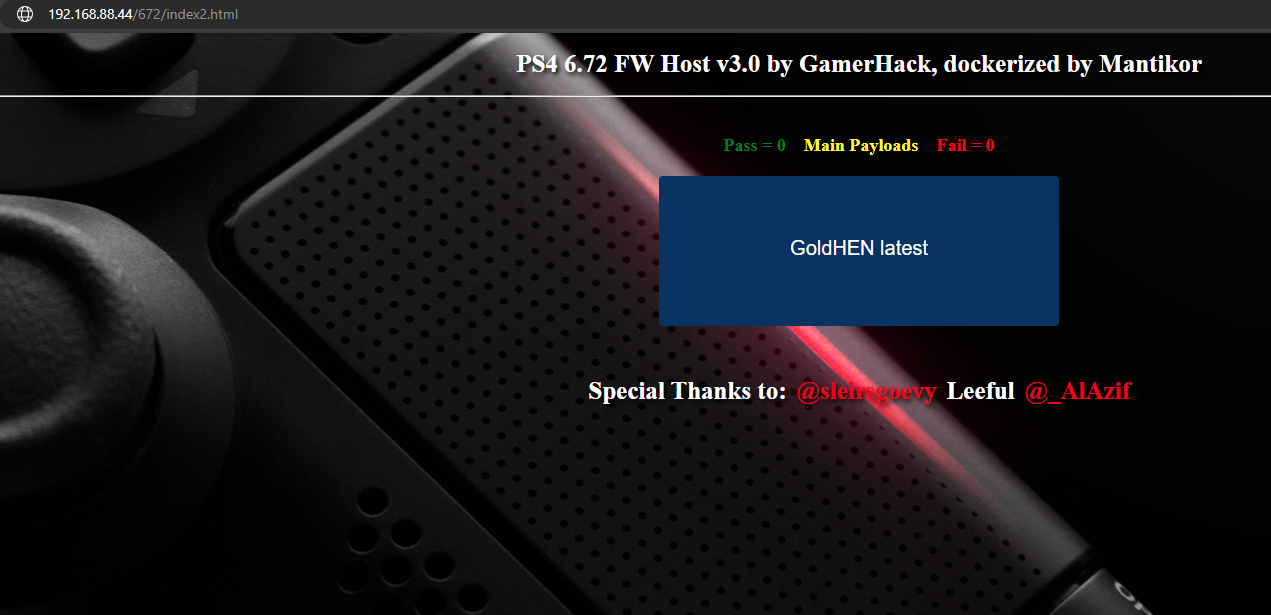 192.168.88.44/672/index2.html
PS4 6.72 FW Host v3.0 by GamerHack, dockerized by Mantikor
Pass = 0 Main Payloads Fail = 0
GoldHEN latest
Special Thanks to: @sleirsgoevy Leeful @_AlAzif